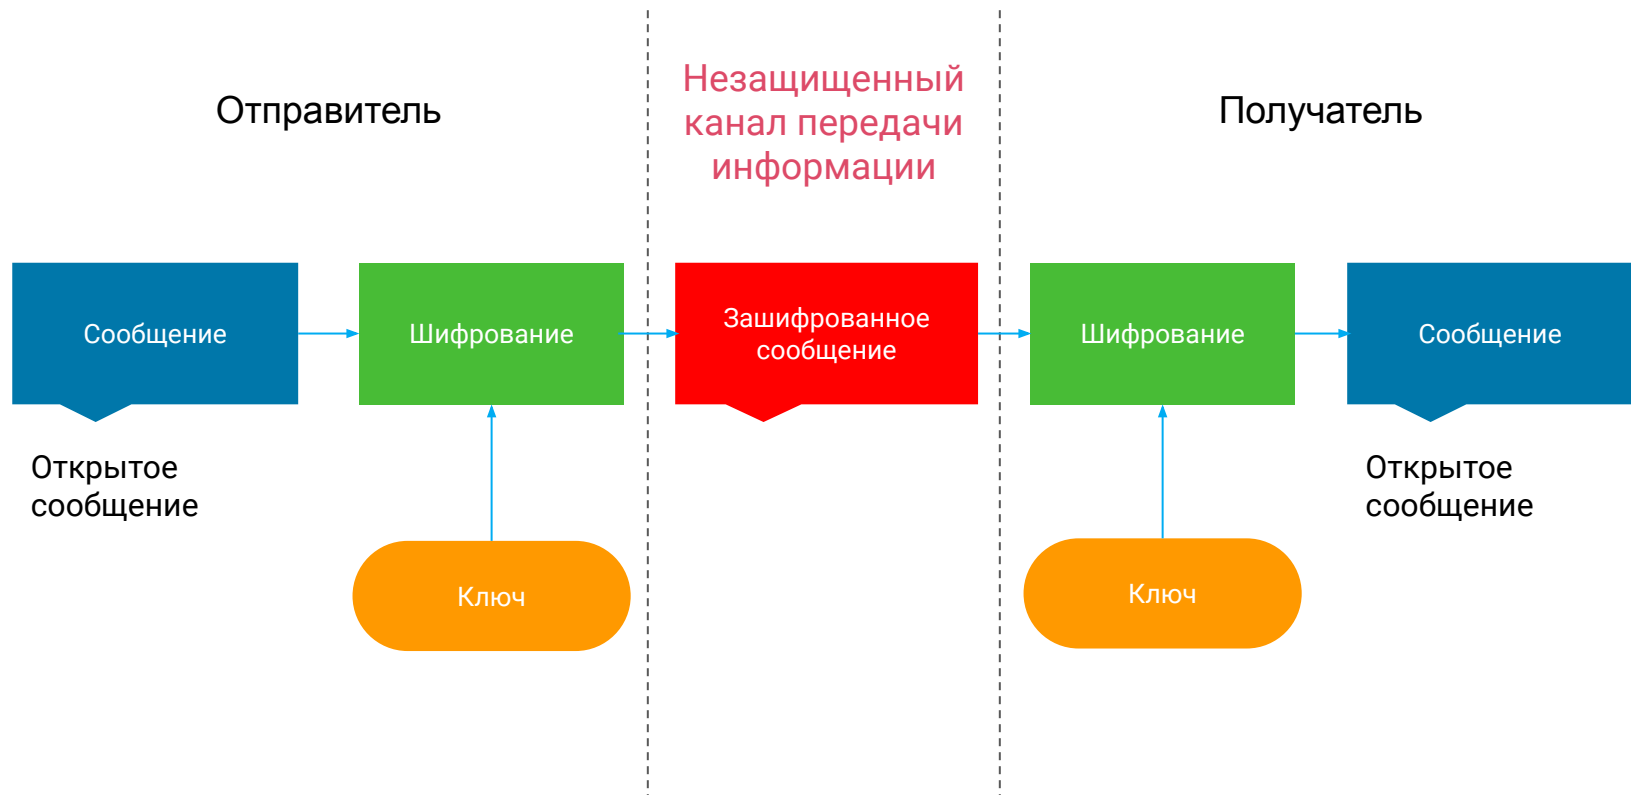 Отправитель
Незащищенный
канал передачи
информации
Получатель
Сообщение
Шифрование
Зашифрованное
сообщение
Шифрование
Сообщение
Открытое
сообщение
Открытое
сообщение
Ключ
Ключ